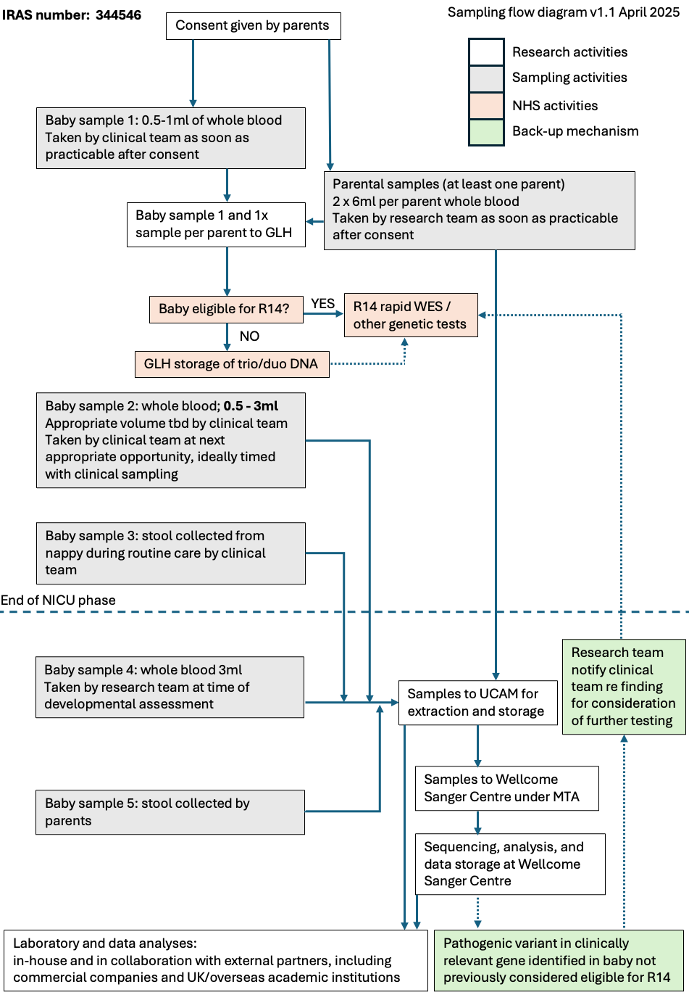 IRAS number: 344546
Sampling flow diagram v1.1 April 2025
Consent given by parents
Research activities
Sampling activities
NHS activities
Back-up mechanism
Baby sample 1: 0.5-1ml of whole blood
Taken by clinical team as soon as
practicable after consent
Parental samples (at least one parent)
2 x 6ml per parent whole blood
Taken by research team as soon as practicable
after consent
Baby sample 1 and 1x
sample per parent to GLH
Baby eligible for R14?
YES
R14 rapid WES /
other genetic tests
NO
GLH storage of trio/duo DNA
Baby sample 2: whole blood; 0.5 - 3ml
Appropriate volume tbd by clinical team
Taken by clinical team at next
appropriate opportunity, ideally timed
with clinical sampling
Baby sample 3: stool collected from
nappy during routine care by clinical
team
End of NICU phase
Baby sample 4: whole blood 3ml
Taken by research team at time of
developmental assessment
Research team
notify clinical
team re finding
for consideration
of further testing
Samples to UCAM for
extraction and storage
Samples to Wellcome
Sanger Centre under MTA
Baby sample 5: stool collected by
parents
Sequencing, analysis, and
data storage at Wellcome
Sanger Centre
Laboratory and data analyses:
in-house and in collaboration with external partners, including
commercial companies and UK/overseas academic institutions
Pathogenic variant in clinically
relevant gene identified in baby not
previously considered eligible for R14